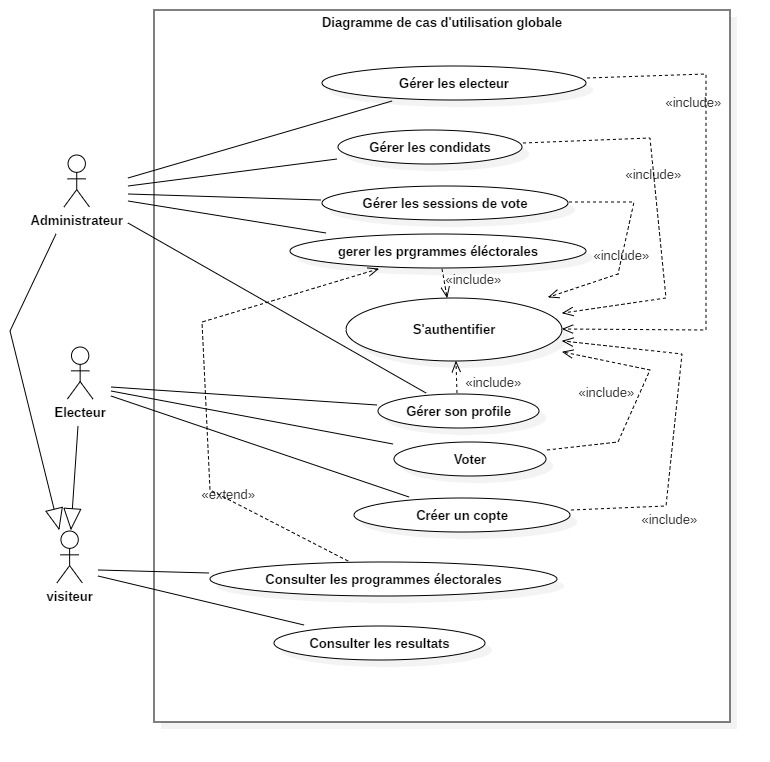 Diagramme de cas d'utilisation globale
Gérer les electeur
«include»
Gérer les condidats
«include»
Gérer les sessions de vote
Administrateur
gerer les prgrammes éléctorales
«include»
«include»
S'authentifier
«include»
«include»
Electeur
Gérer son profile
Voter
«extend»
Créer un copte
«include»
Consulter les programmes électorales
visiteur
Consulter les resultats